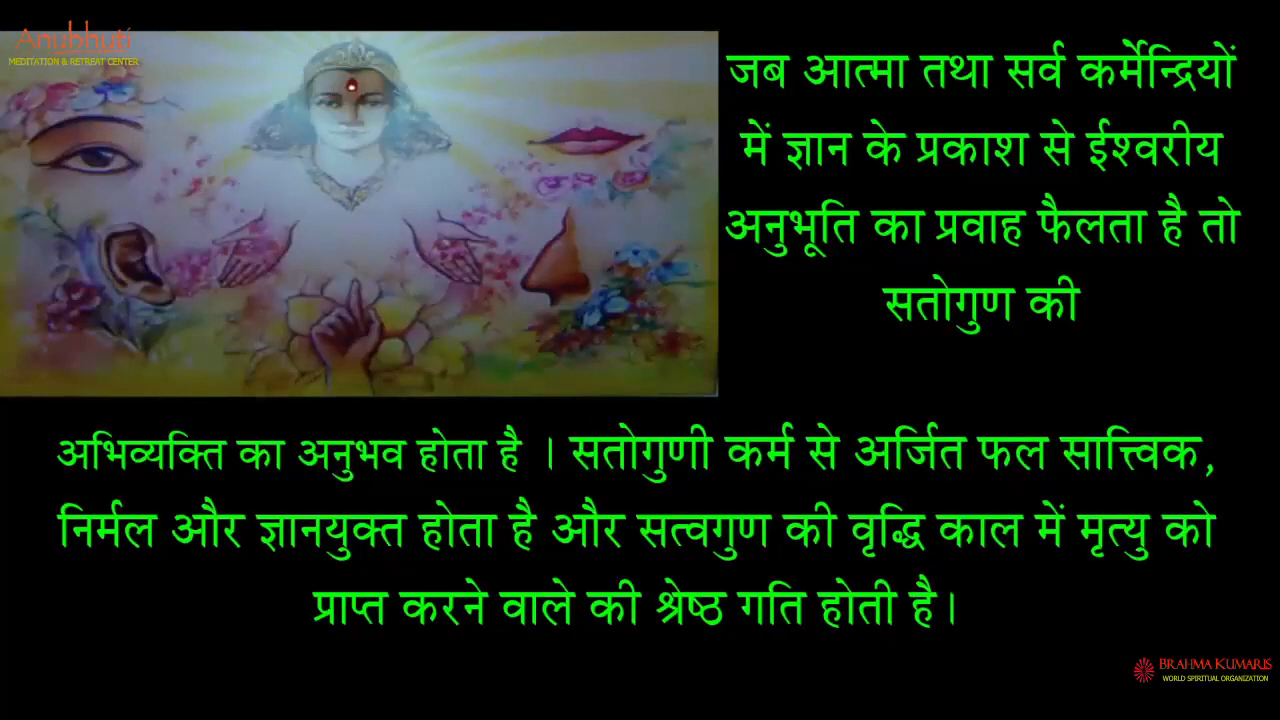 Anubhuti
MEDITATION & RETREAT CENTER
जब आत्मा तथा सर्व कर्मेन्द्रियों
में ज्ञान के प्रकाश से ईश्वरीय
अनुभूति का प्रवाह फैलता है तो
सतोगुण की
अभिव्यक्ति का अनुभव होता है । सतोगुणी कर्म से अर्जित फल सात्त्विक,
निर्मल और ज्ञानयुक्त होता है और सत्वगुण की वृद्धि काल में मृत्यु को
प्राप्त करने वाले की श्रेष्ठ गति होती है।
BRAHMA KUMARIS
WORLD SPIRITUAL ORGANIZATION